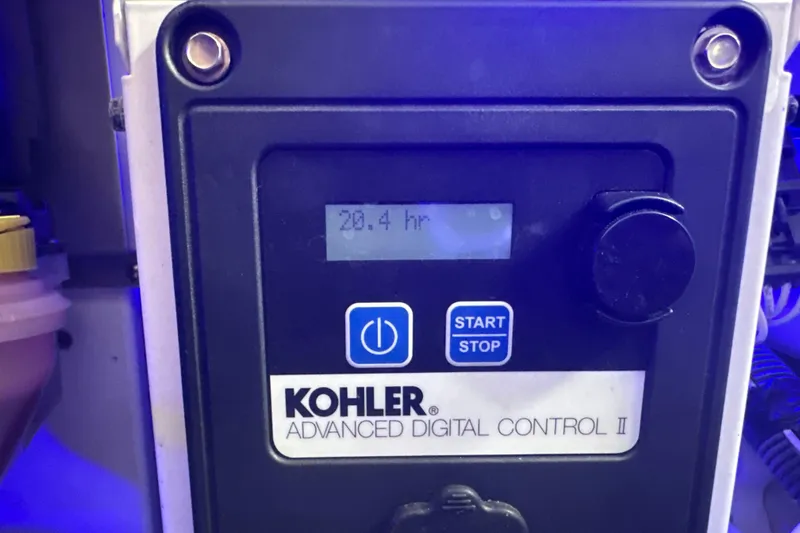 20.4 hr
START
STOP
KOHLER®
ADVANCED DIGITAL CONTROL II